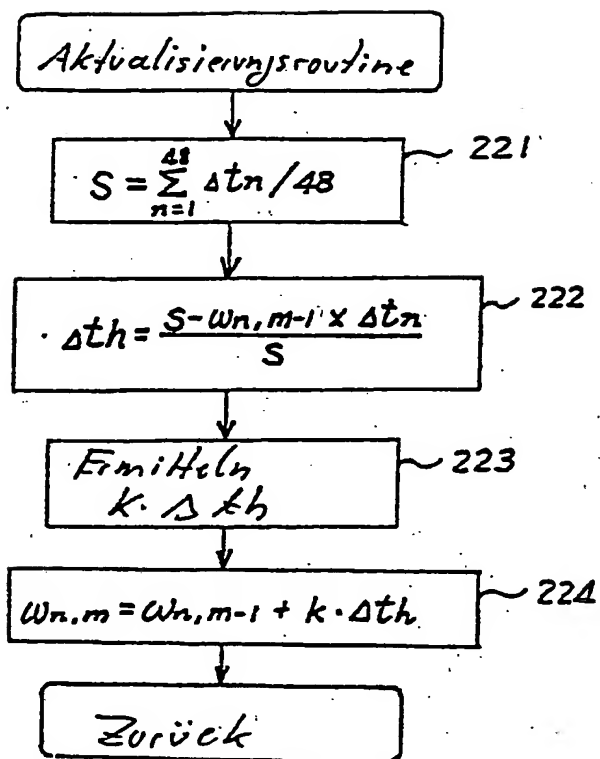 Aktualisierungsroutine
221
S = 48 Σ n=1 Δtn / 48
222
Δth = S-ωn,m-1 x Δtn / S
223
Ermitteln
k · Δth
224
ωn,m = ωn,m-1 + k · Δth
Zurück